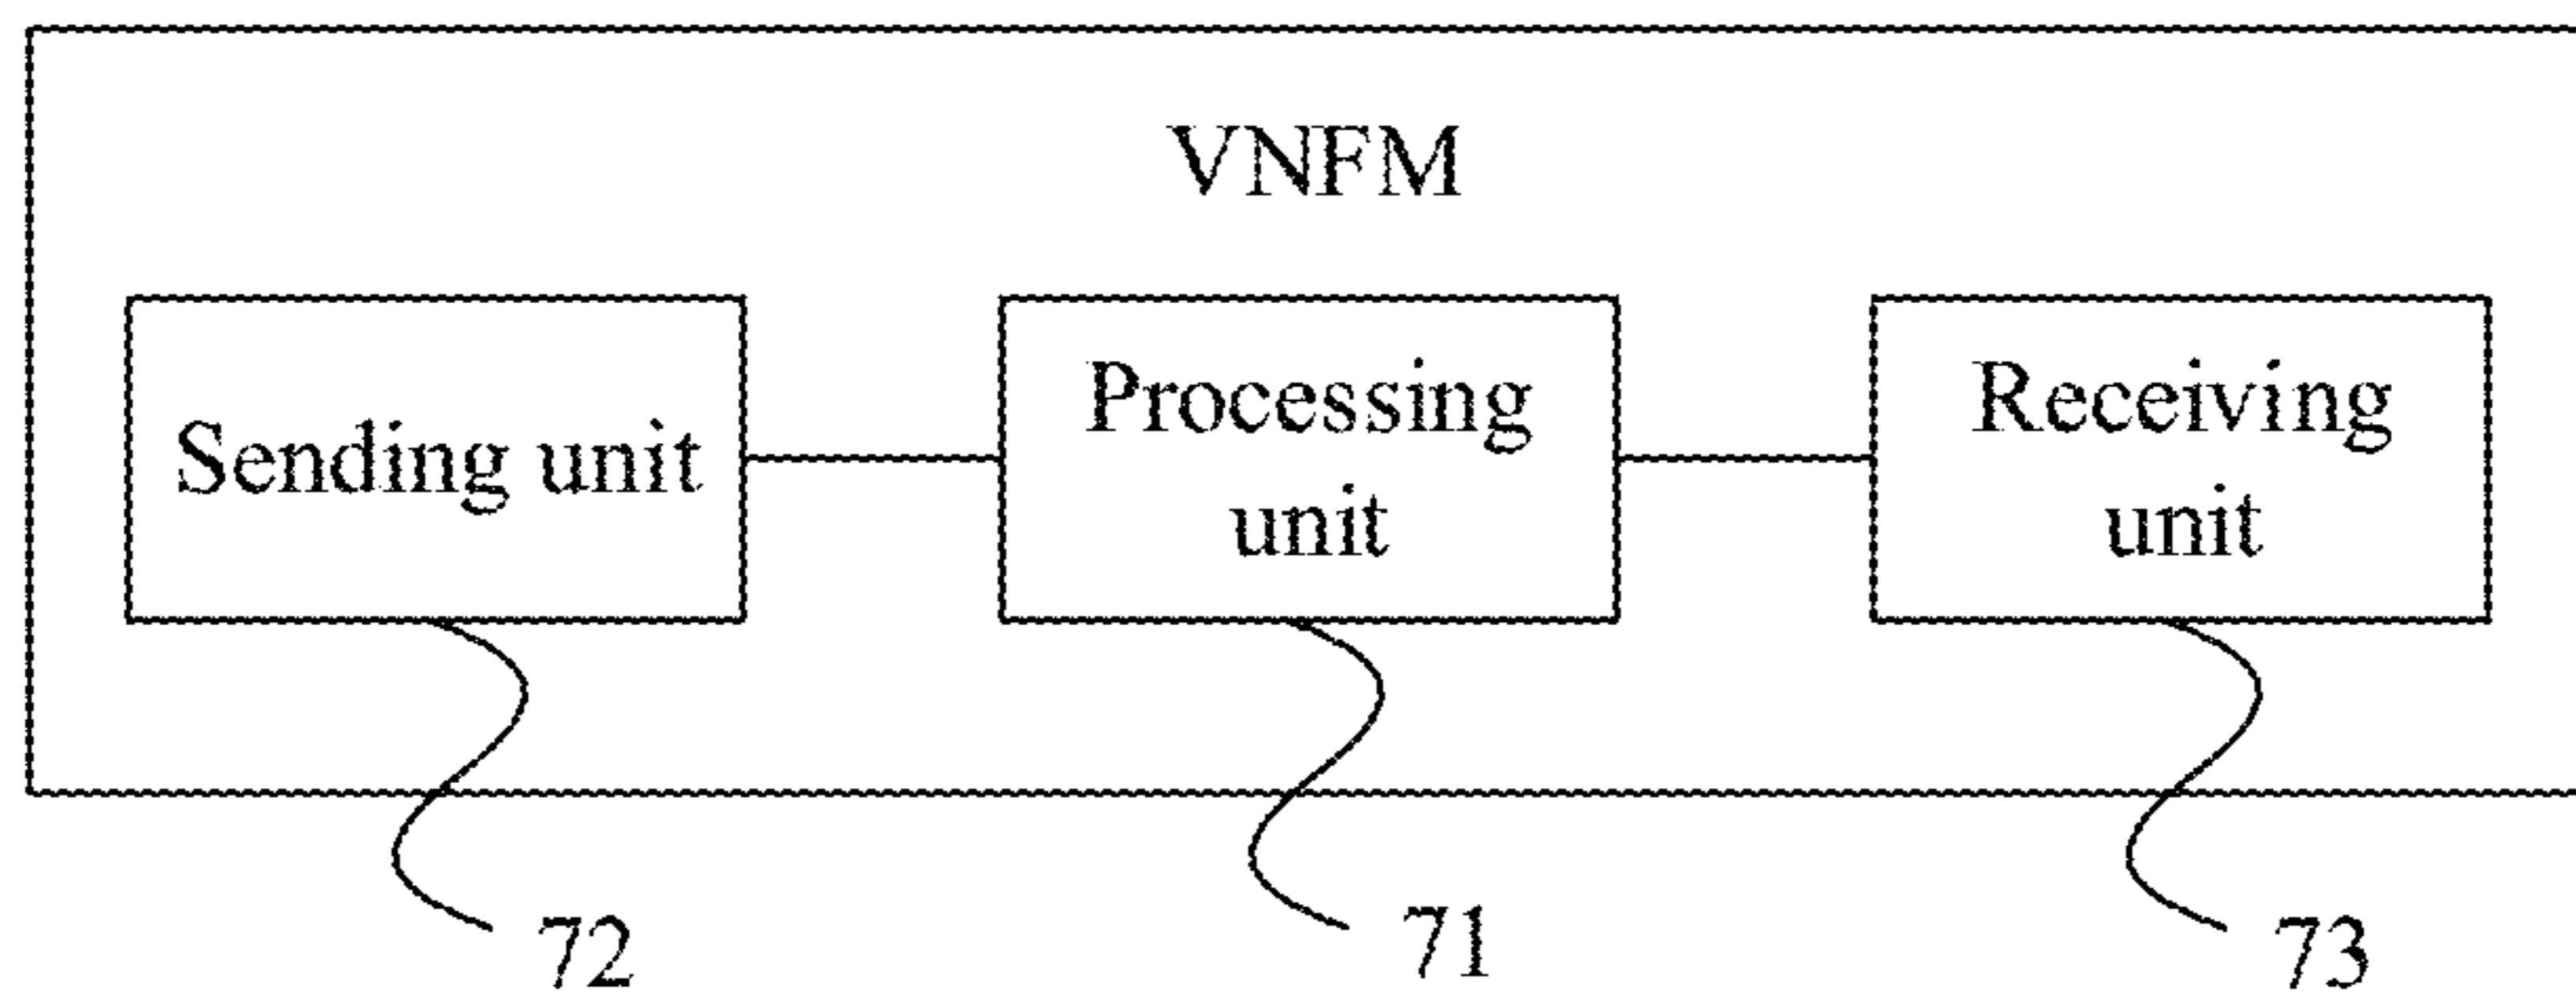 VNFM
Sending unit
Processing
unit
Receiving
unit
72
71
73